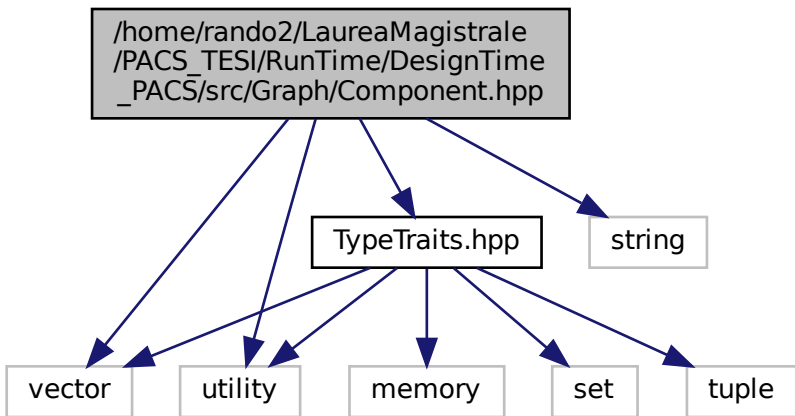 /home/rando2/LaureaMagistrale
/PACS_TESI/RunTime/DesignTime
_PACS/src/Graph/Component.hpp
TypeTraits.hpp
string
vector
utility
memory
set
tuple